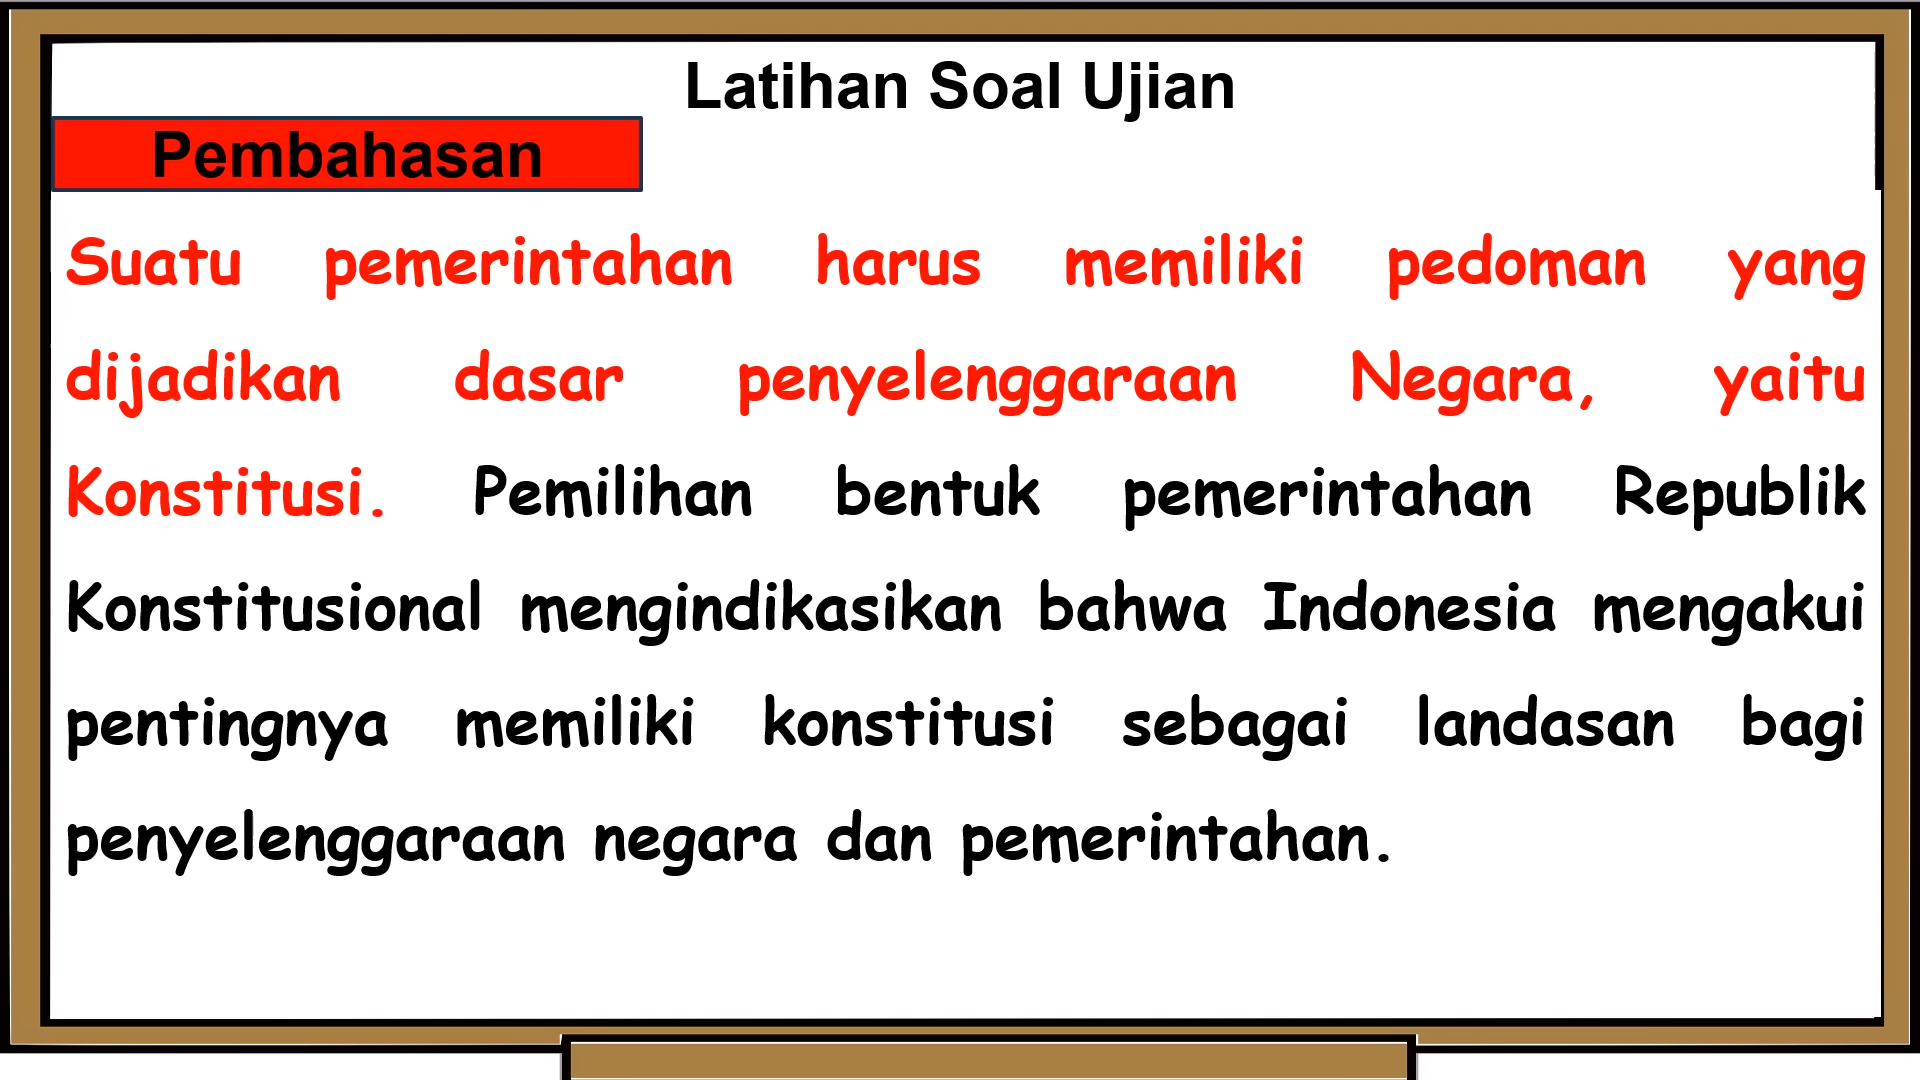 Latihan Soal Ujian
Pembahasan
Suatu pemerintahan harus memiliki pedoman yang
dijadikan dasar penyelenggaraan Negara, yaitu
Konstitusi. Pemilihan bentuk pemerintahan Republik
Konstitusional mengindikasikan bahwa Indonesia mengakui
pentingnya memiliki konstitusi sebagai landasan bagi
penyelenggaraan negara dan pemerintahan.